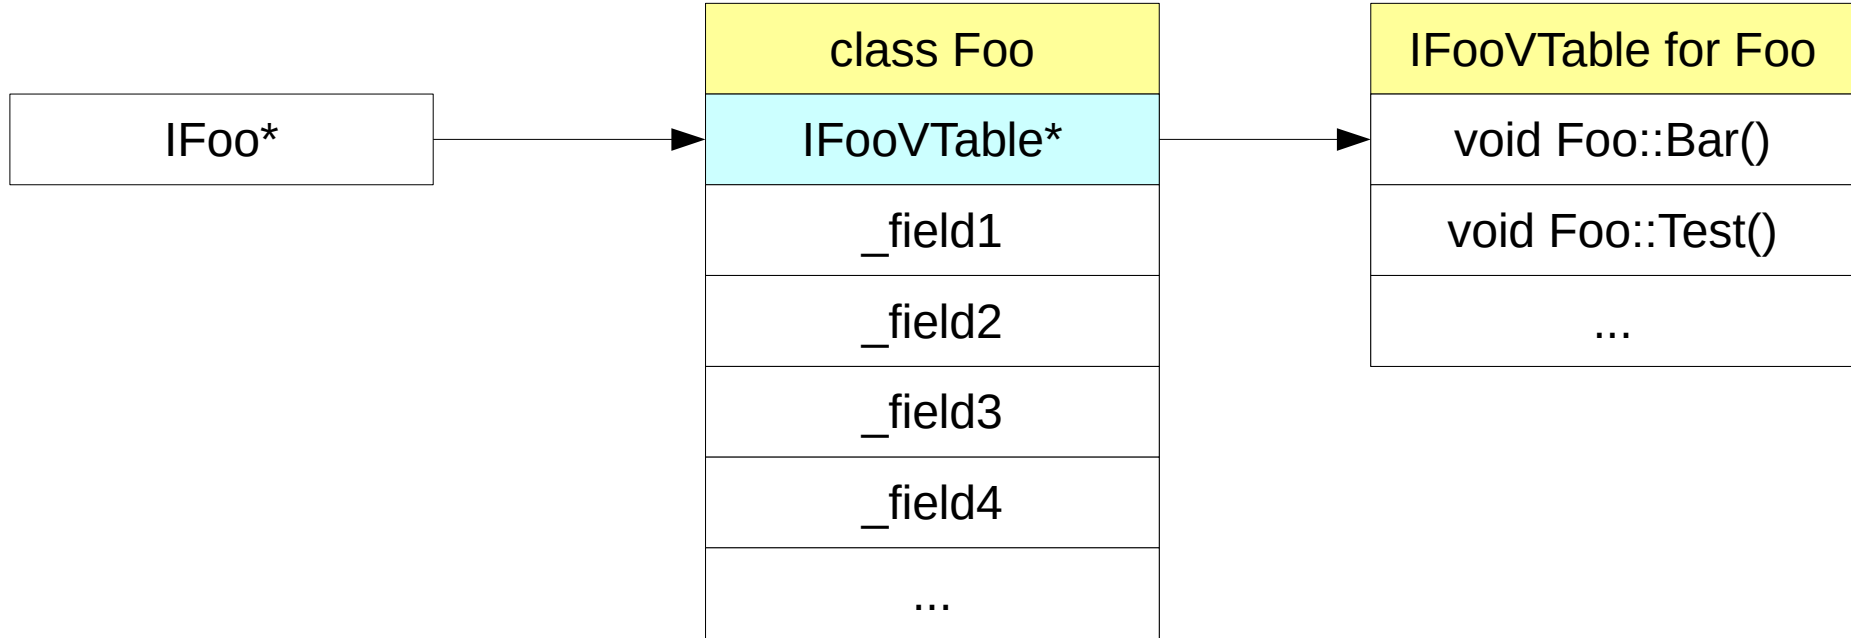 IFoo*
class Foo
IFooVTable*
_field1
_field2
_field3
_field4
...
IFooVTable for Foo
void Foo::Bar()
void Foo::Test()
...